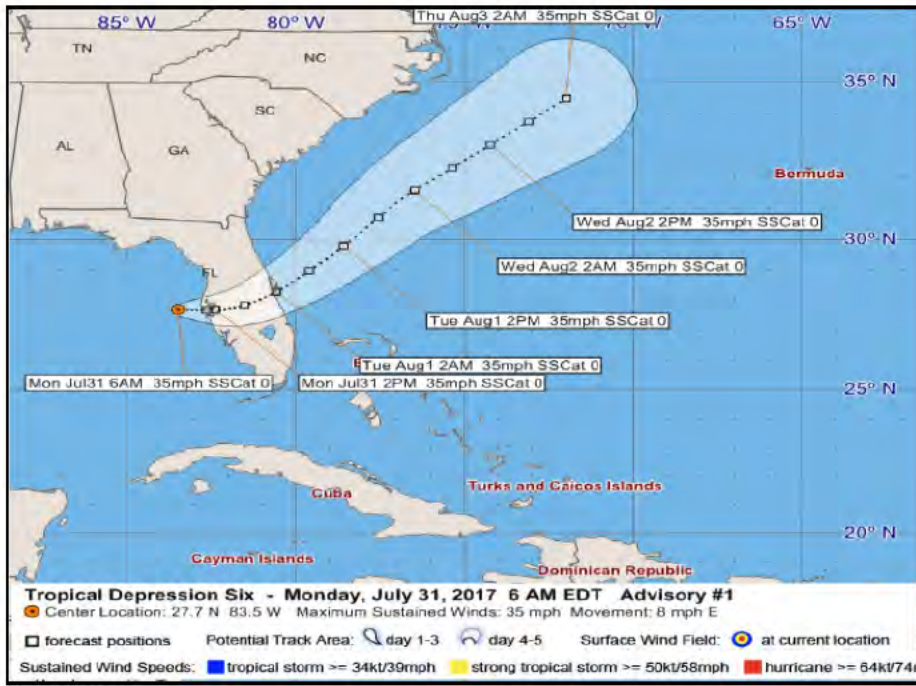 Thu Aug3 2AM 35mph SSCat 0
85° W
80° W
70° W
65° W
TN
NC
35° N
SC
AL
GA
Bermuda
Wed Aug2 2PM 35mph SSCat 0
30° N
FL
Wed Aug2 2AM 35mph SSCat 0
Tue Aug1 2PM 35mph SSCat 0
Tue Aug1 2AM 35mph SSCat 0
Mon Jul31 6AM 35mph SSCat 0
Mon Jul31 2PM 35mph SSCat 0
25° N
Turks and Caicos Islands
Cuba
20° N
Cayman Islands
Dominican Republic
Tropical Depression Six - Monday, July 31, 2017 6 AM EDT Advisory #1
Center Location: 27.7 N 83.5 W Maximum Sustained Winds: 35 mph Movement: 8 mph E
forecast positions Potential Track Area: day 1-3 day 4-5 Surface Wind Field: at current location
Sustained Wind Speeds: tropical storm >= 34kt/39mph strong tropical storm >= 50kt/58mph hurricane >= 64kt/74